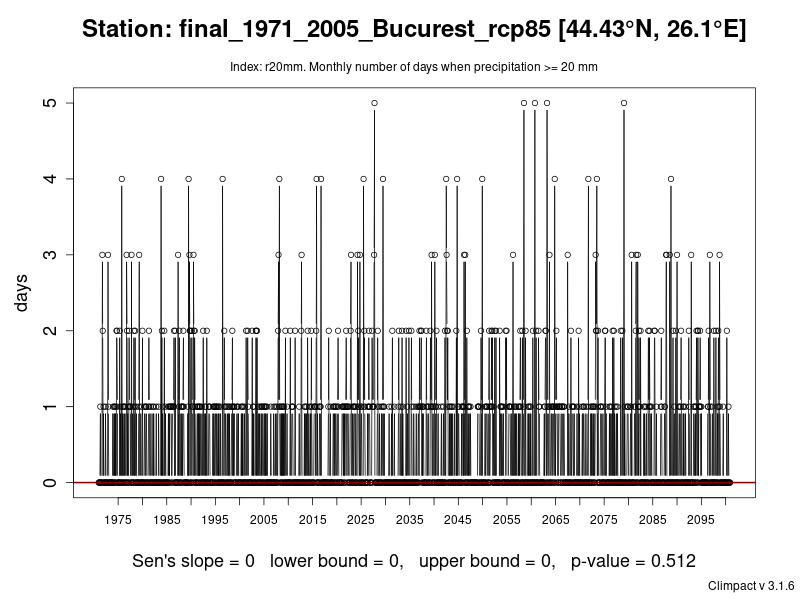 Station: final_1971_2005_Bucurest_rcp85 [44.43°N, 26.1°E]
Index: r20mm. Monthly number of days when precipitation >= 20 mm
5
4
3
2
1
0
days
1975 1985 1995 2005 2015 2025 2035 2045 2055 2065 2075 2085 2095
Sen's slope = 0 lower bound = 0, upper bound = 0, p-value = 0.512
Climpact v 3.1.6